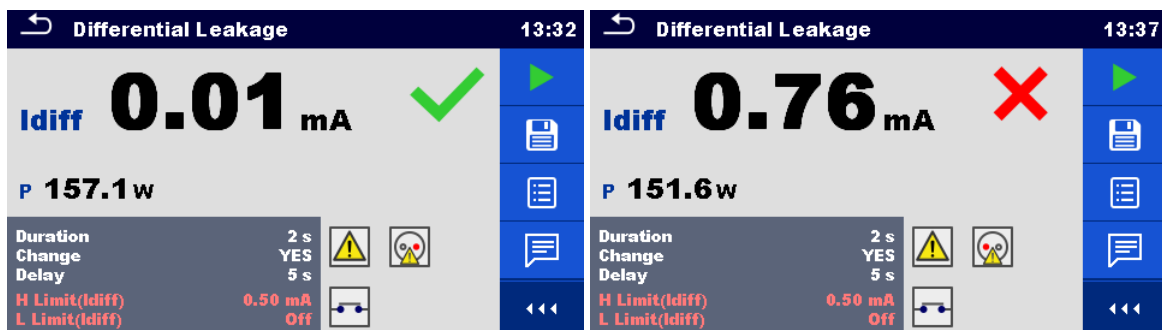 Differential Leakage 13:32
Idiff 0.01 mA
P 157.1 W
Duration 2 s
Change YES
Delay 5 s
H Limit(Idiff) 0.50 mA
L Limit(Idiff) Off
Differential Leakage 13:37
Idiff 0.76 mA
P 151.6 W
Duration 2 s
Change YES
Delay 5 s
H Limit(Idiff) 0.50 mA
L Limit(Idiff) Off